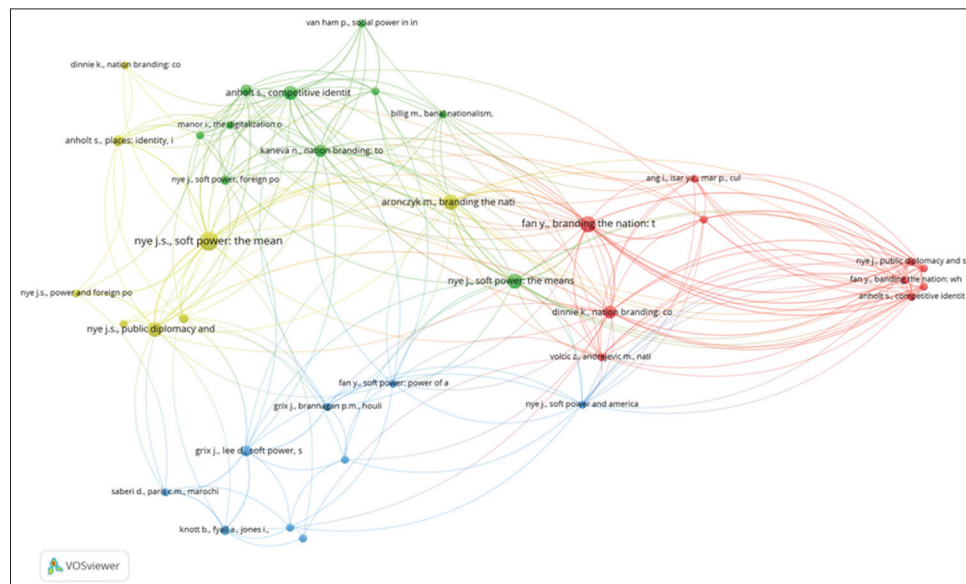 van ham p., social power in in
dinnie k., nation branding: co
anholt s., competitive identit
manor i., the digitalization o
billig m., banal nationalism,
anholt s., places: identity, i
kaneva n., nation branding: to
nye j., soft power, foreign po
ang i., isar y.r., mar p., cul
aronczyk m., branding the nati
fan y., branding the nation: t
nye j.s., soft power: the mean
nye j., public diplomacy and s
fan y., banding the nation: wh
nye j., soft power: the means
nye j.s., power and foreign po
anholt s., competitive identit
dinnie k., nation branding: co
nye j.s., public diplomacy and
volcic z., andrejevic m., nati
fan y., soft power: power of a
grix j., brannagan p.m., houli
nye j., soft power and america
grix j., lee d., soft power, s
saberi d., paris c.m., marochi
knott b., fyall a., jones i.,
VOSviewer